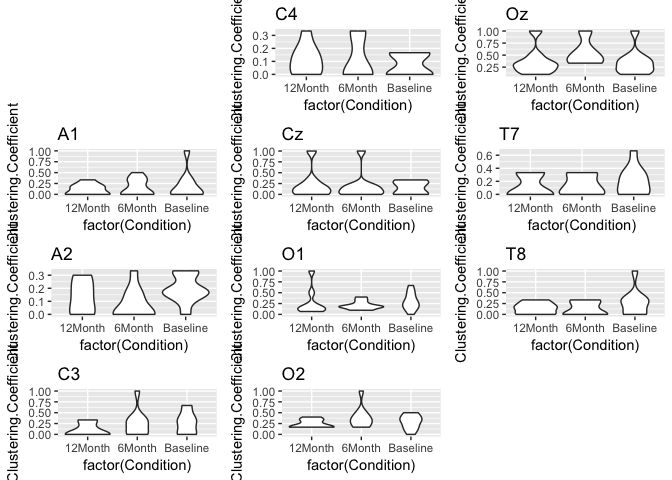 C4
Clustering.Coefficient
0.3
0.2
0.1
0.0
12Month 6Month Baseline
factor(Condition)
Oz
Clustering.Coefficient
1.00
0.75
0.50
0.25
12Month 6Month Baseline
factor(Condition)
A1
Clustering.Coefficient
1.00
0.75
0.50
0.25
0.00
12Month 6Month Baseline
factor(Condition)
Cz
Clustering.Coefficient
1.00
0.75
0.50
0.25
0.00
12Month 6Month Baseline
factor(Condition)
T7
Clustering.Coefficient
0.6
0.4
0.2
0.0
12Month 6Month Baseline
factor(Condition)
A2
Clustering.Coefficient
0.3
0.2
0.1
0.0
12Month 6Month Baseline
factor(Condition)
O1
Clustering.Coefficient
1.00
0.75
0.50
0.25
0.00
12Month 6Month Baseline
factor(Condition)
T8
Clustering.Coefficient
1.00
0.75
0.50
0.25
0.00
12Month 6Month Baseline
factor(Condition)
C3
Clustering.Coefficient
1.00
0.75
0.50
0.25
0.00
12Month 6Month Baseline
factor(Condition)
O2
Clustering.Coefficient
1.00
0.75
0.50
0.25
0.00
12Month 6Month Baseline
factor(Condition)